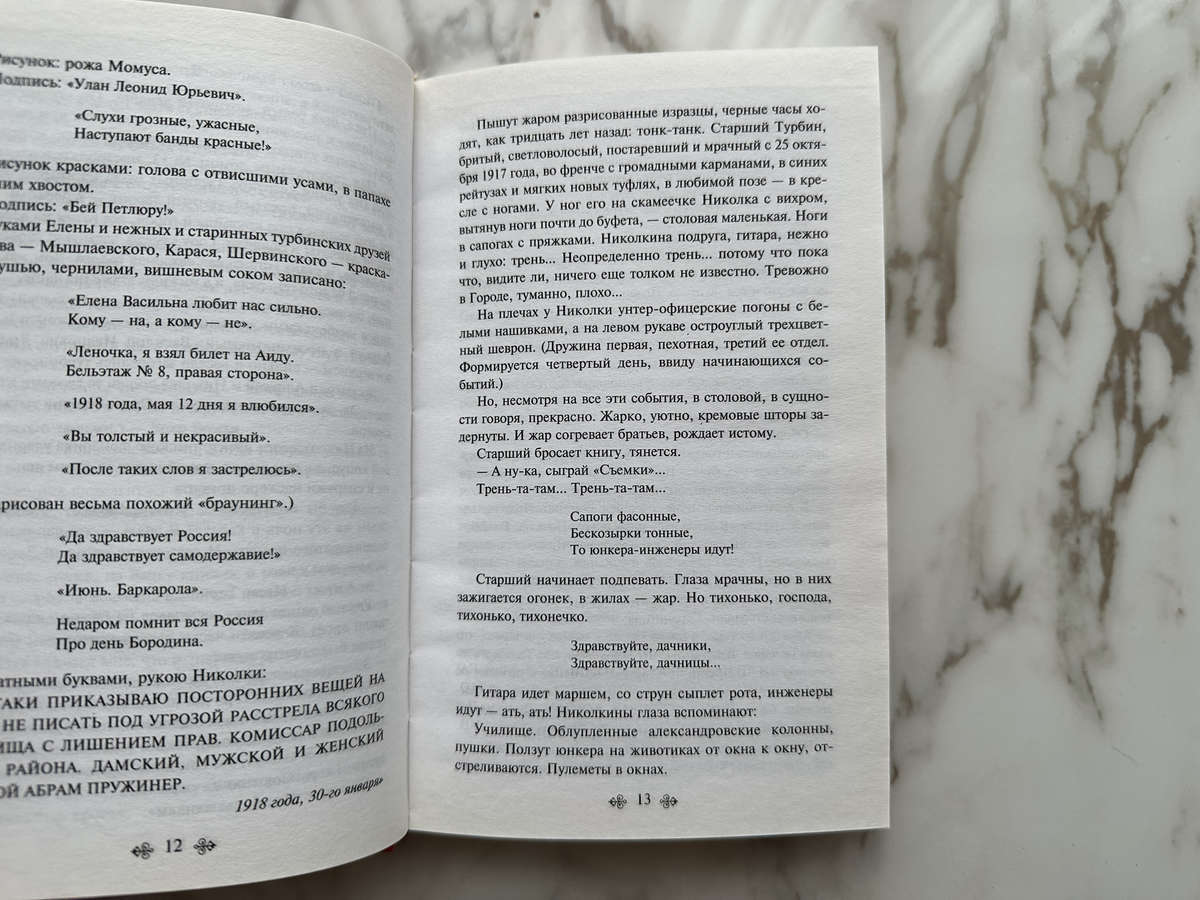 рожа Момуса.
«Улан Леонид Юрьевич».
«Слухи грозные, ужасные,
Наступают банды красные!»
красками: голова с отвисшими усами, в папахе
хвостом.
«Бей Петлюру!»
Елены и нежных и старинных турбинских друзей
— Мышлаевского, Карася, Шервинского — краска-
чернилами, вишневым соком записано:
«Елена Васильна любит нас сильно.
Кому — на, а кому — не».
«Леночка, я взял билет на Аиду.
Бельэтаж № 8, правая сторона».
«1918 года, мая 12 дня я влюбился».
«Вы толстый и некрасивый».
«После таких слов я застрелюсь».
весьма похожий «браунинг».)
«Да здравствует Россия!
Да здравствует самодержавие!»
«Июнь. Баркарола».
Недаром помнит вся Россия
Про день Бородина.
буквами, рукою Николки:
ПРИКАЗЫВАЮ ПОСТОРОННИХ ВЕЩЕЙ НА
НЕ ПИСАТЬ ПОД УГРОЗОЙ РАССТРЕЛА ВСЯКОГО
С ЛИШЕНИЕМ ПРАВ. КОМИССАР ПОДОЛЬ-
РАЙОНА. ДАМСКИЙ, МУЖСКОЙ И ЖЕНСКИЙ
АБРАМ ПРУЖИНЕР.
1918 года, 30-го января»
12
Пышут жаром разрисованные изразцы, черные часы хо-
дят, как тридцать лет назад: тонк-танк. Старший Турбин,
бритый, светловолосый, постаревший и мрачный с 25 октя-
бря 1917 года, во френче с громадными карманами, в синих
рейтузах и мягких новых туфлях, в любимой позе — в кре-
сле с ногами. У ног его на скамеечке Николка с вихром,
вытянув ноги почти до буфета, — столовая маленькая. Ноги
в сапогах с пряжками. Николкина подруга, гитара, нежно
и глухо: трень... Неопределенно трень... потому что пока
что, видите ли, ничего еще толком не известно. Тревожно
в Городе, туманно, плохо...
На плечах у Николки унтер-офицерские погоны с бе-
лыми нашивками, а на левом рукаве остроуглый трехцвет-
ный шеврон. (Дружина первая, пехотная, третий ее отдел.
Формируется четвертый день, ввиду начинающихся со-
бытий.)
Но, несмотря на все эти события, в столовой, в сущно-
сти говоря, прекрасно. Жарко, уютно, кремовые шторы за-
дернуты. И жар согревает братьев, рождает истому.
Старший бросает книгу, тянется.
— А ну-ка, сыграй «Съемки»...
Трень-та-там... Трень-та-там...
Сапоги фасонные,
Бескозырки тонные,
То юнкера-инженеры идут!
Старший начинает подпевать. Глаза мрачны, но в них
зажигается огонек, в жилах — жар. Но тихонько, господа,
тихонько, тихонечко.
Здравствуйте, дачники,
Здравствуйте, дачницы...
Гитара идет маршем, со струн сыплет рота, инженеры
идут — ать, ать! Николкины глаза вспоминают:
Училище. Облупленные александровские колонны,
пушки. Ползут юнкера на животиках от окна к окну, от-
стреливаются. Пулеметы в окнах.
13